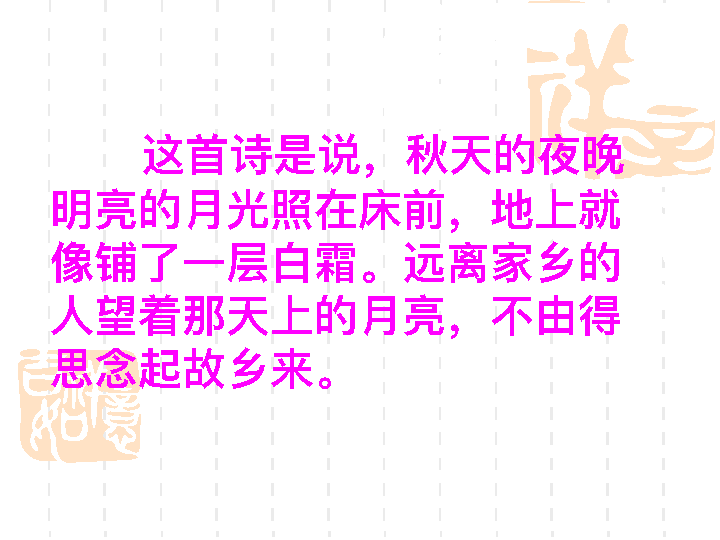 这首诗是说，秋天的夜晚
明亮的月光照在床前，地上就
像铺了一层白霜。远离家乡的
人望着那天上的月亮，不由得
思念起故乡来。